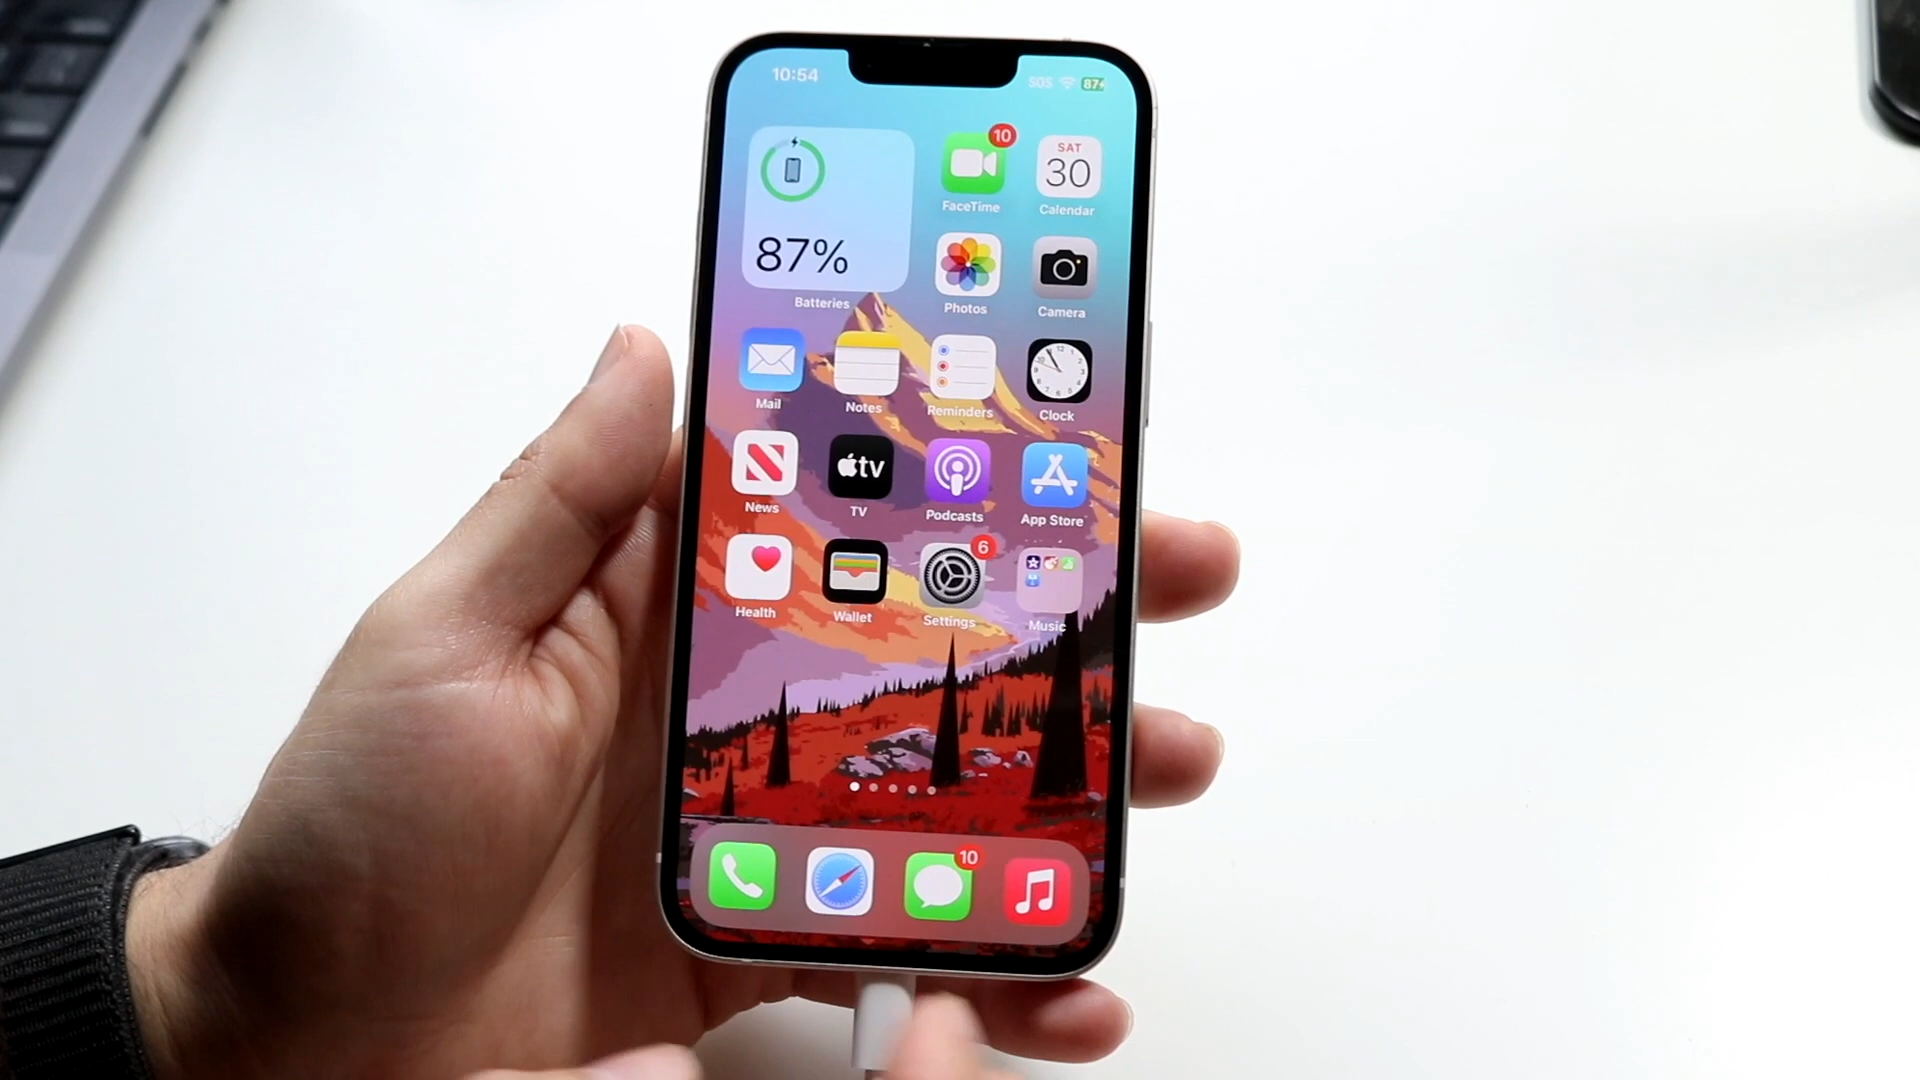 10:54
SOS 87
10
SAT
30
FaceTime
Calendar
87%
Batteries
Photos
Camera
Mail
Notes
Reminders
Clock
tv
News
TV
Podcasts
App Store
6
Health
Wallet
Settings
Music
10